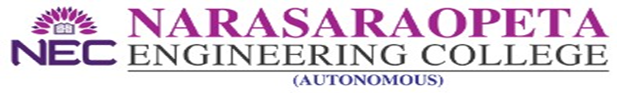 NEC
NARASARAOPETA
ENGINEERING COLLEGE
(AUTONOMOUS)